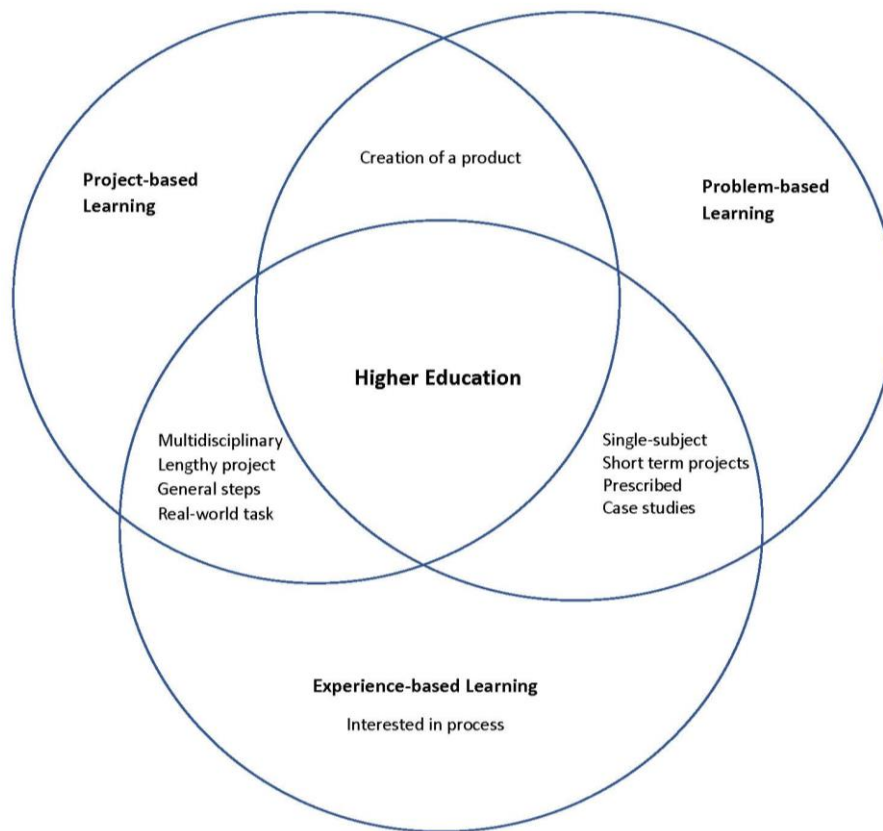 Creation of a product
Project-based
Learning
Problem-based
Learning
Higher Education
Multidisciplinary
Lengthy project
General steps
Real-world task
Single-subject
Short term projects
Prescribed
Case studies
Experience-based Learning
Interested in process